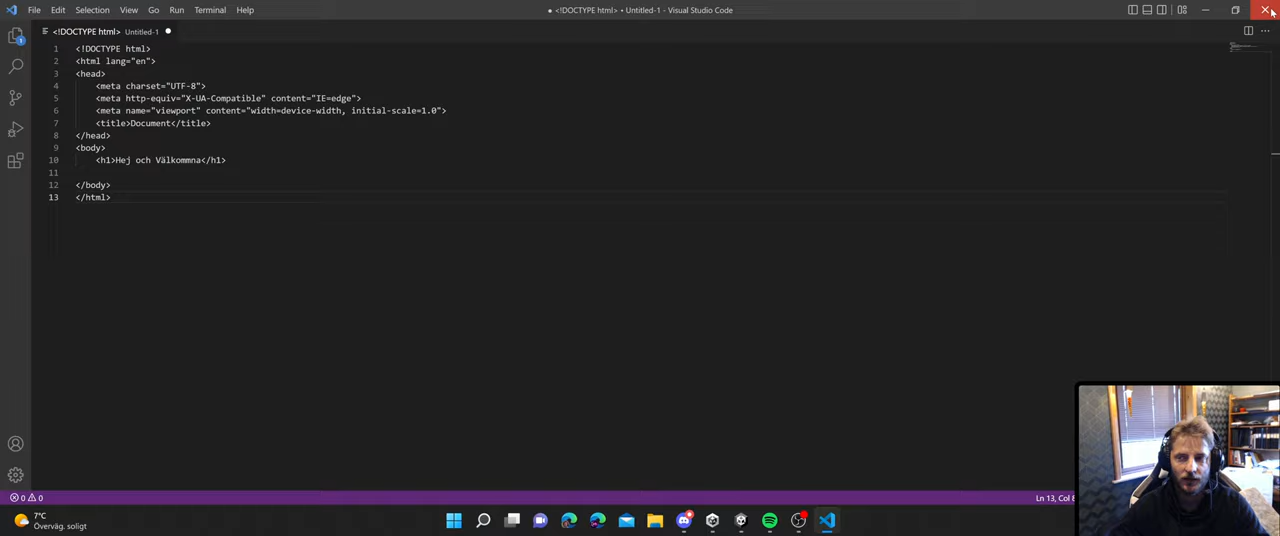 File Edit Selection View Go Run Terminal Help
● <!DOCTYPE html> • Untitled-1 - Visual Studio Code
<!DOCTYPE html> Untitled-1 ●
1
1 <!DOCTYPE html>
2 <html lang="en">
3 <head>
4 <meta charset="UTF-8">
5 <meta http-equiv="X-UA-Compatible" content="IE=edge">
6 <meta name="viewport" content="width=device-width, initial-scale=1.0">
7 <title>Document</title>
8 </head>
9 <body>
10 <h1>Hej och Välkommna</h1>
11
12 </body>
13 </html>
0 0
Ln 13, Col
7°C
Överväg. soligt